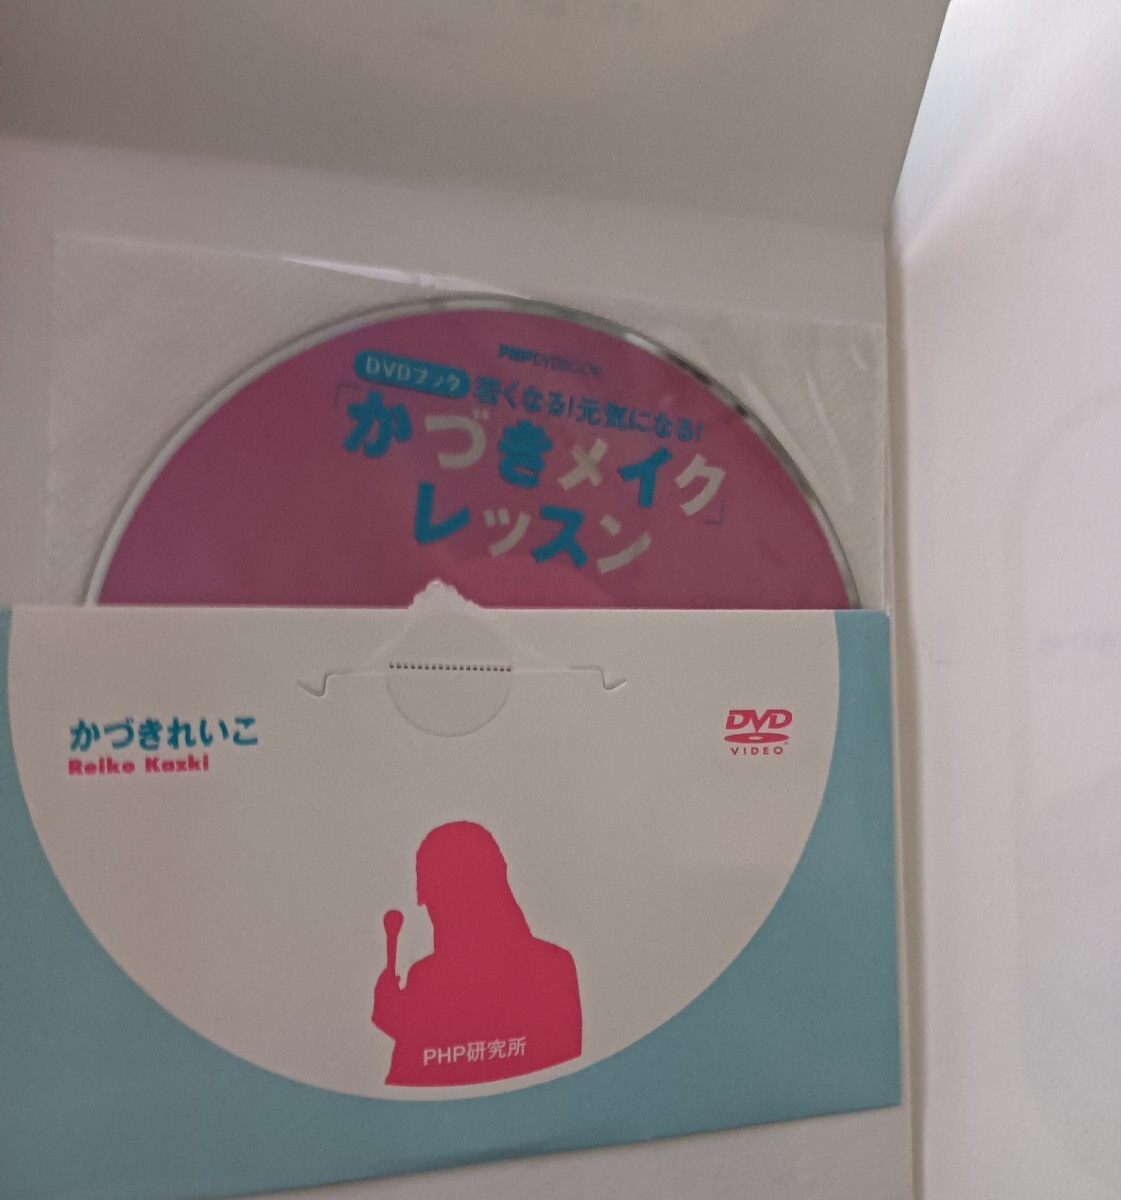 PHP DVD BOOK
DVDブック 若くなる!元気になる!
「かづきメイク」
レッスン
かづきれいこ
Reiko Kazki
DVD
VIDEO
PHP研究所